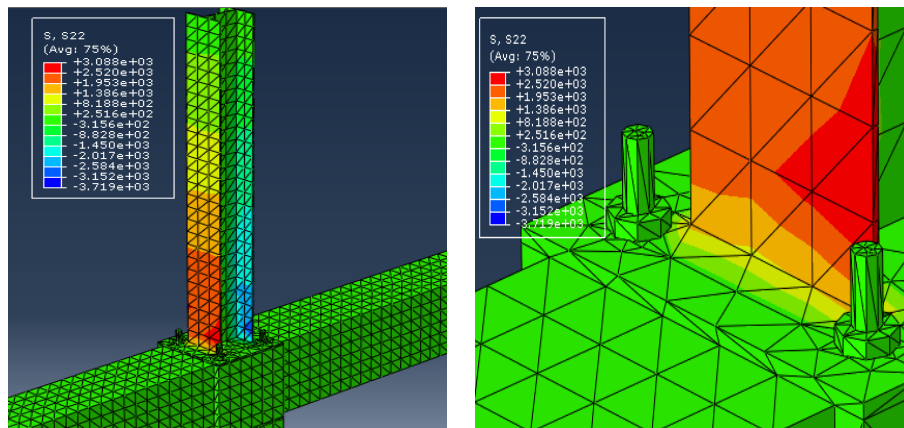 S, S22
(Avg: 75%)
+3.088e+03
+2.520e+03
+1.953e+03
+1.386e+03
+8.188e+02
+2.516e+02
-3.156e+02
-8.828e+02
-1.450e+03
-2.017e+03
-2.584e+03
-3.152e+03
-3.719e+03
S, S22
(Avg: 75%)
+3.088e+03
+2.520e+03
+1.953e+03
+1.386e+03
+8.188e+02
+2.516e+02
-3.156e+02
-8.828e+02
-1.450e+03
-2.017e+03
-2.584e+03
-3.152e+03
-3.719e+03